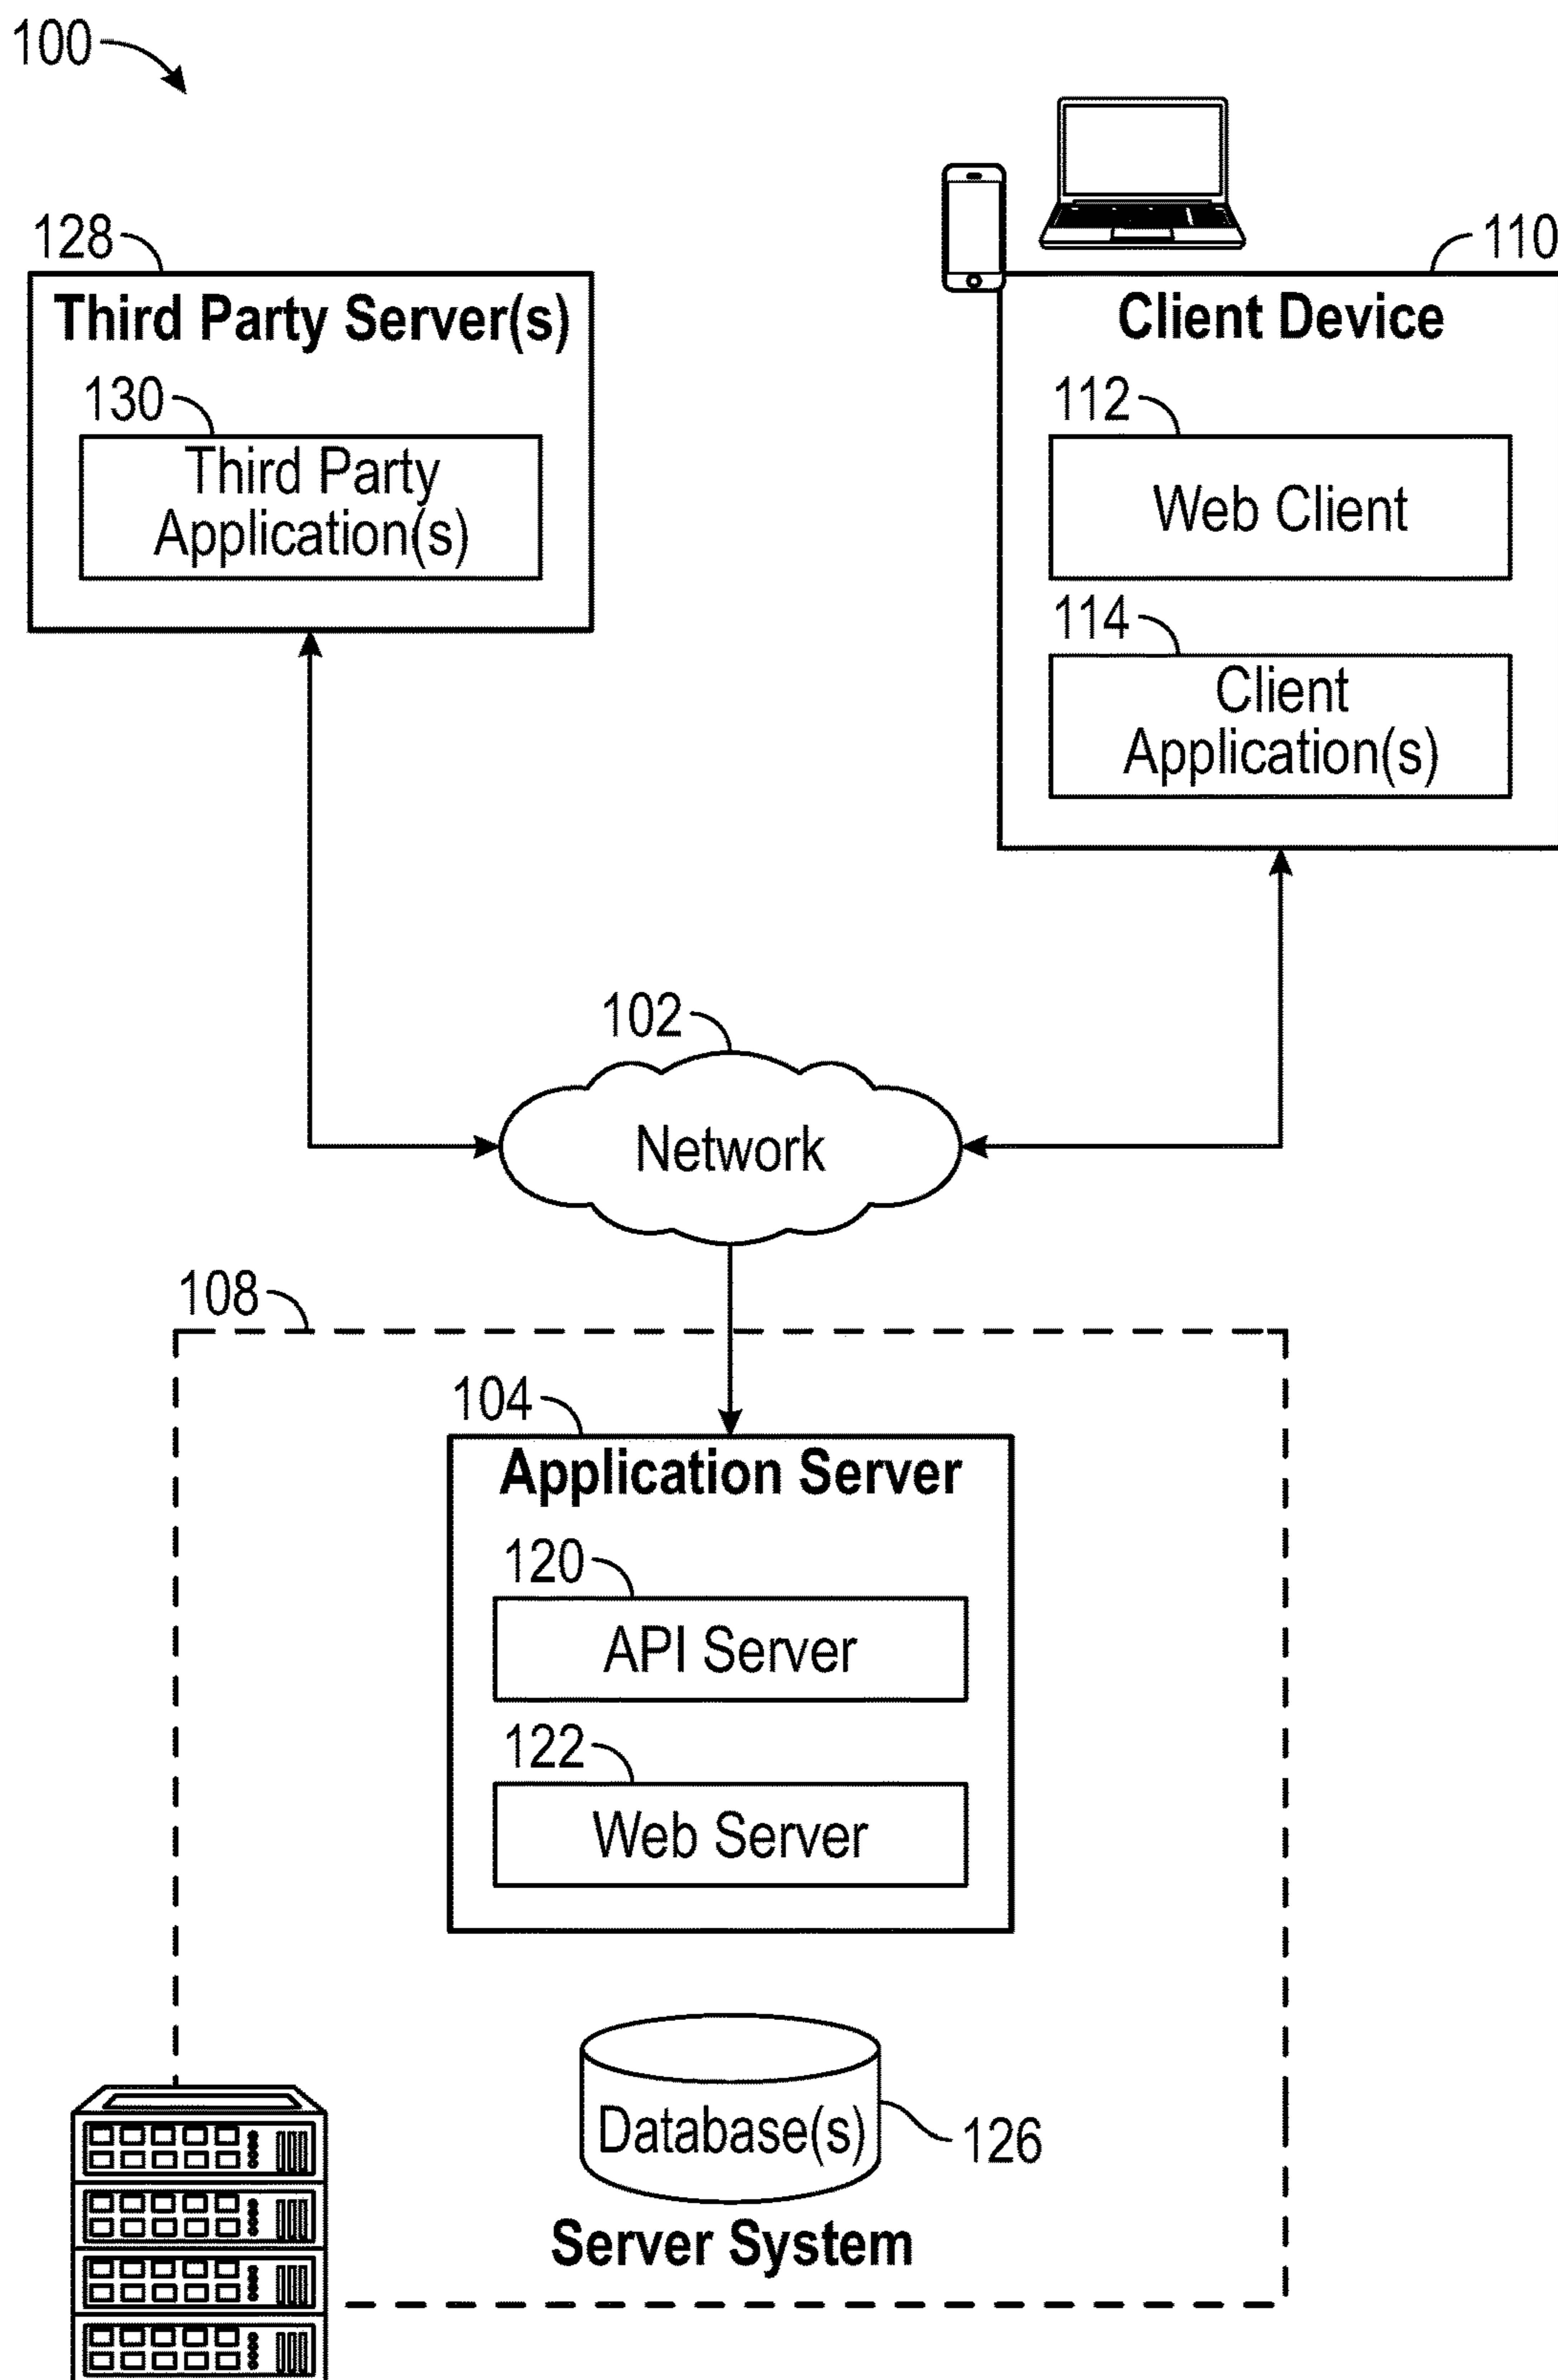 100
128
Third Party Server(s)
130
Third Party
Application(s)
110
Client Device
112
Web Client
114
Client
Application(s)
102
Network
108
104
Application Server
120
API Server
122
Web Server
Database(s)
126
Server System